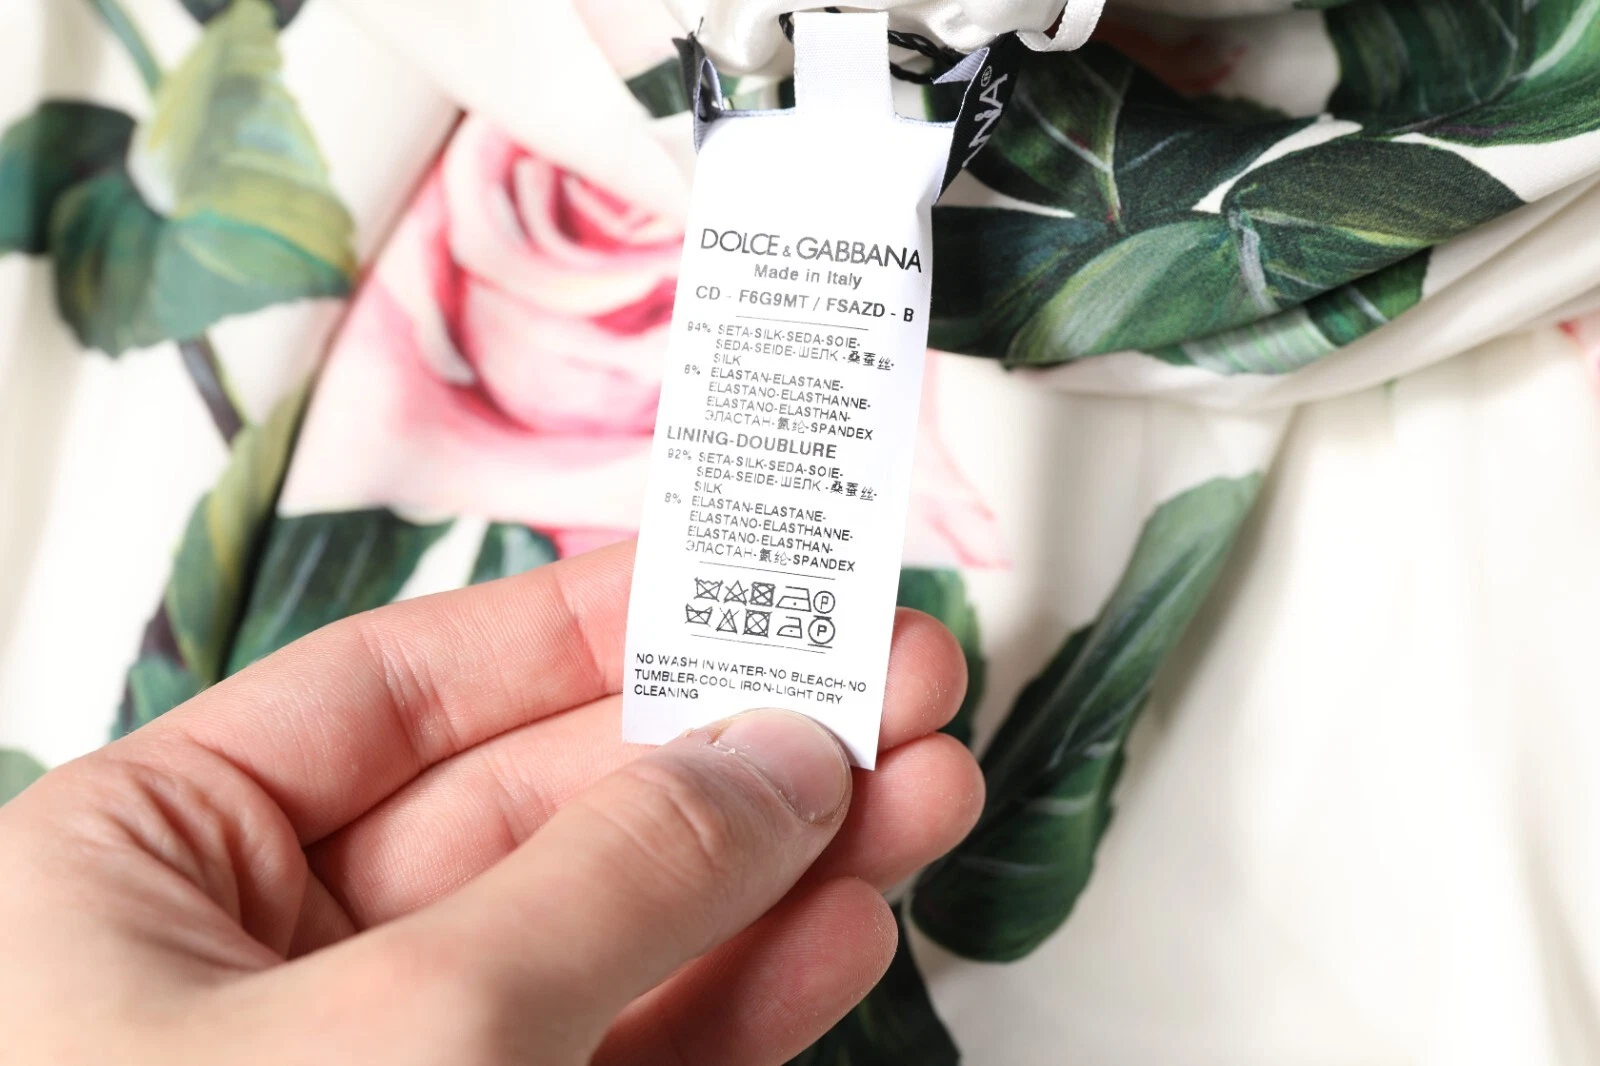 ANA®
DOLCE & GABBANA
Made in Italy
CD - F6G9MT / FSAZD - B
94% SETA-SILK-SEDA-SOIE-
SEDA-SEIDE-ШЕЛК-桑蚕丝-
SILK
6% ELASTAN-ELASTANE-
ELASTANO-ELASTHANNE-
ELASTANO-ELASTHAN-
ЭЛАСТАН-氨纶-SPANDEX
LINING-DOUBLURE
92% SETA-SILK-SEDA-SOIE-
SEDA-SEIDE-ШЕЛК-桑蚕丝-
SILK
8% ELASTAN-ELASTANE-
ELASTANO-ELASTHANNE-
ELASTANO-ELASTHAN-
ЭЛАСТАН-氨纶-SPANDEX
P
P
NO WASH IN WATER-NO BLEACH-NO
TUMBLER-COOL IRON-LIGHT DRY
CLEANING